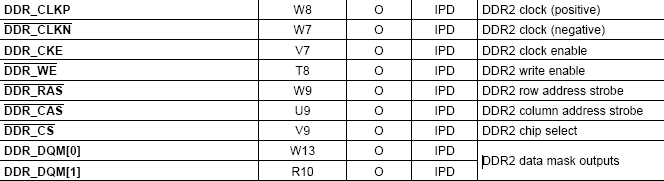 DDR_CLKP W8 O IPD DDR2 clock (positive)
DDR_CLKN W7 O IPD DDR2 clock (negative)
DDR_CKE V7 O IPD DDR2 clock enable
DDR_WE T8 O IPD DDR2 write enable
DDR_RAS W9 O IPD DDR2 row address strobe
DDR_CAS U9 O IPD DDR2 column address strobe
DDR_CS V9 O IPD DDR2 chip select
DDR_DQM[0] W13 O IPD DDR2 data mask outputs
DDR_DQM[1] R10 O IPD